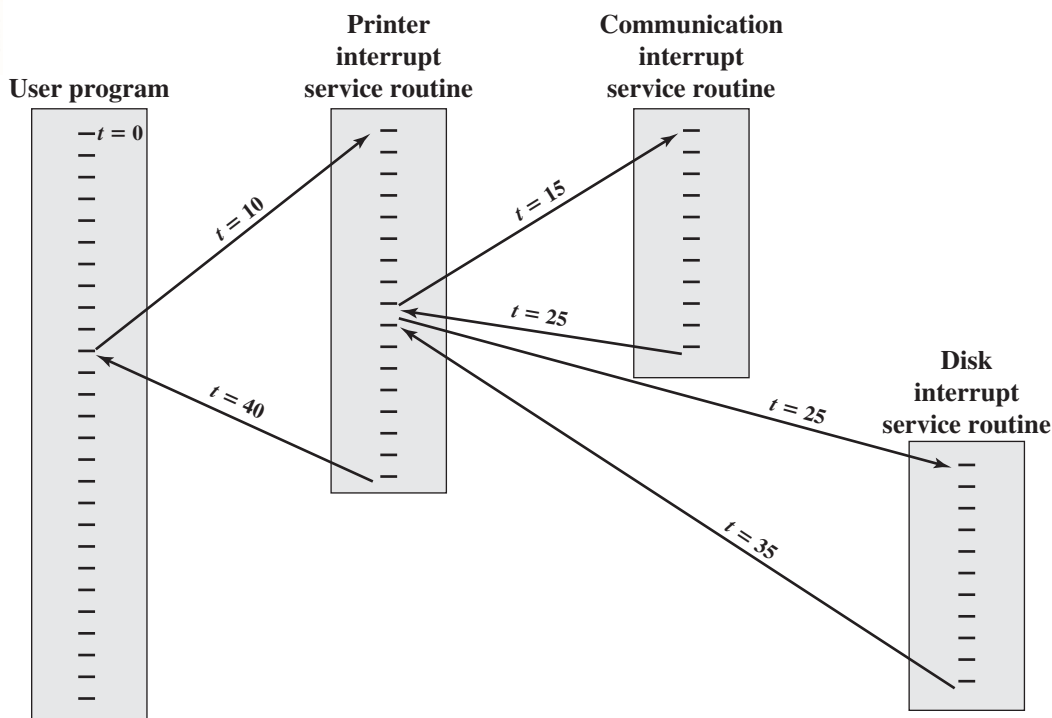 Printer
interrupt
service routine
Communication
interrupt
service routine
User program
t = 0
t = 10
t = 15
t = 25
t = 40
t = 25
Disk
interrupt
service routine
t = 35